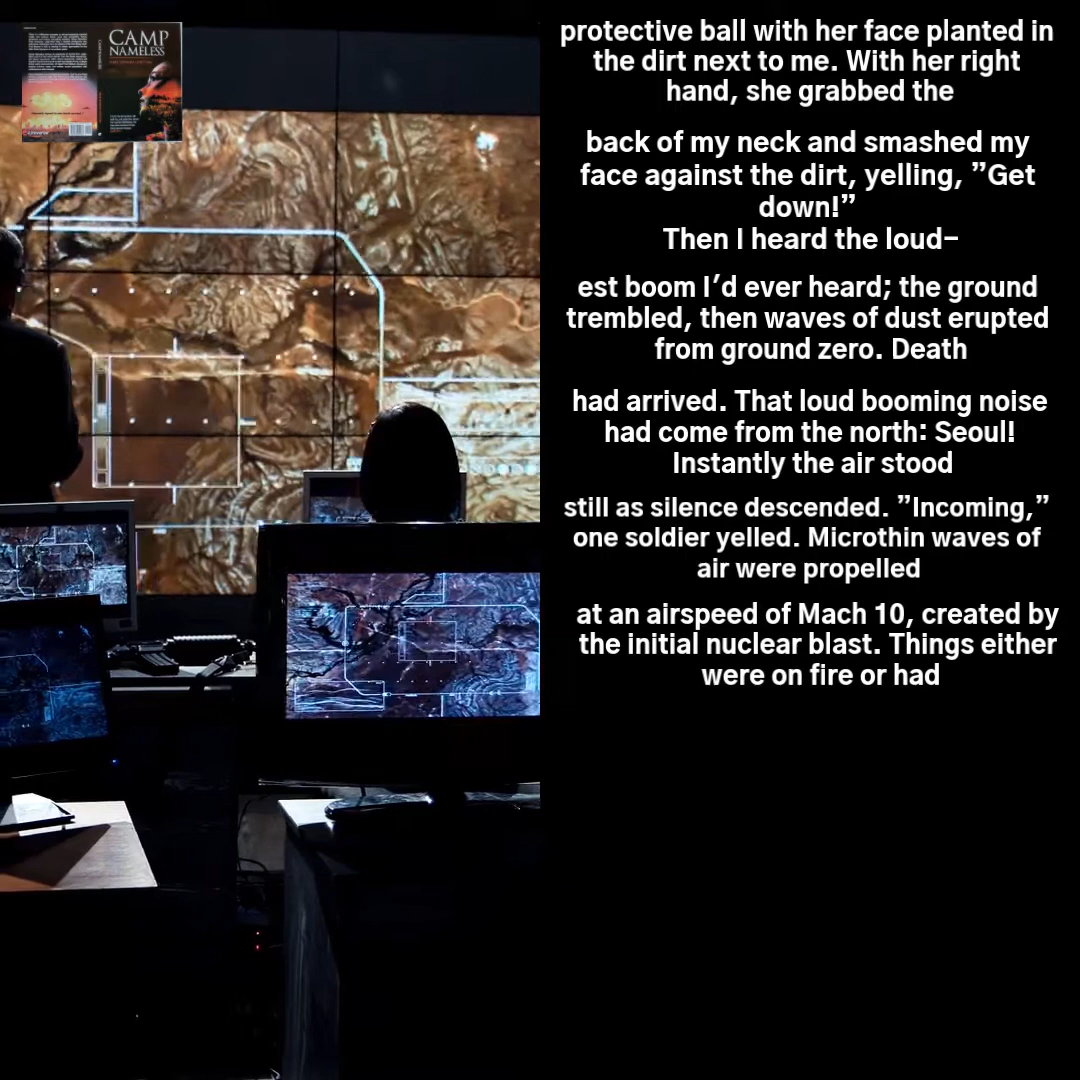 CAMP
NAMELESS
protective ball with her face planted in
the dirt next to me. With her right
hand, she grabbed the
back of my neck and smashed my
face against the dirt, yelling, ”Get
down!”
Then I heard the loud-
est boom I'd ever heard; the ground
trembled, then waves of dust erupted
from ground zero. Death
had arrived. That loud booming noise
had come from the north: Seoul!
Instantly the air stood
still as silence descended. ”Incoming,”
one soldier yelled. Microthin waves of
air were propelled
at an airspeed of Mach 10, created by
the initial nuclear blast. Things either
were on fire or had